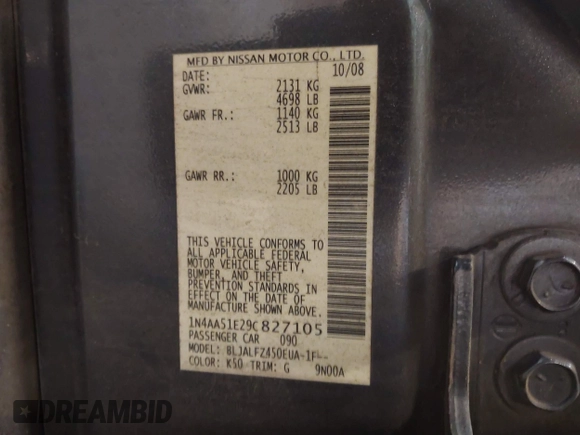 MFD BY NISSAN MOTOR CO., LTD.
DATE: 10/08
GVWR: 2131 KG
4698 LB
GAWR FR.: 1140 KG
2513 LB
GAWR RR.: 1000 KG
2205 LB
THIS VEHICLE CONFORMS TO
ALL APPLICABLE FEDERAL
MOTOR VEHICLE SAFETY,
BUMPER, AND THEFT
PREVENTION STANDARDS IN
EFFECT ON THE DATE OF
MANUFACTURE SHOWN ABOVE.
1N4AA51E29C827105
PASSENGER CAR 090
MODEL: BLJALFZ450EUA-1F--
COLOR: K50 TRIM: G 9N00A
DREAMBID